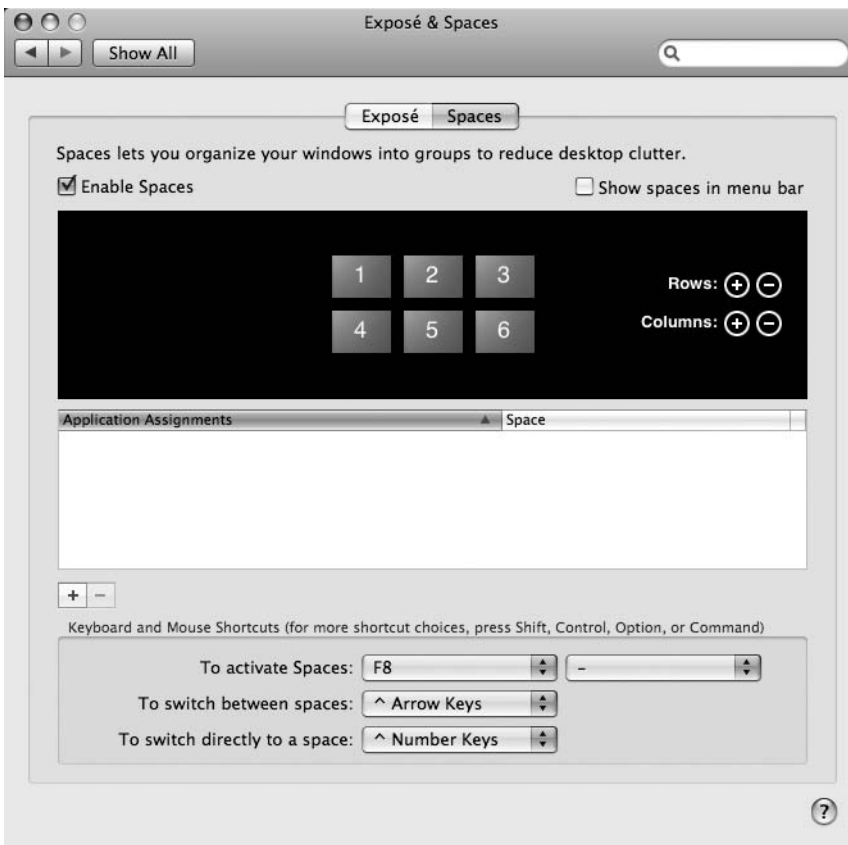 Exposé & Spaces
Show All
Exposé Spaces
Spaces lets you organize your windows into groups to reduce desktop clutter.
Enable Spaces Show spaces in menu bar
1 2 3
Rows: + −
Columns: + −
4 5 6
Application Assignments Space
+ −
Keyboard and Mouse Shortcuts (for more shortcut choices, press Shift, Control, Option, or Command)
To activate Spaces: F8 –
To switch between spaces: ^ Arrow Keys
To switch directly to a space: ^ Number Keys
?